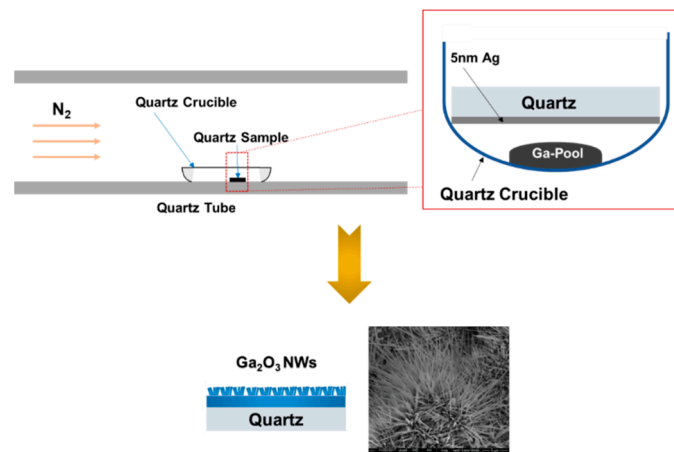 N₂
Quartz Crucible
Quartz Sample
Quartz Tube
5nm Ag
Quartz
Ga-Pool
Quartz Crucible
Ga₂O₃ NWs
Quartz